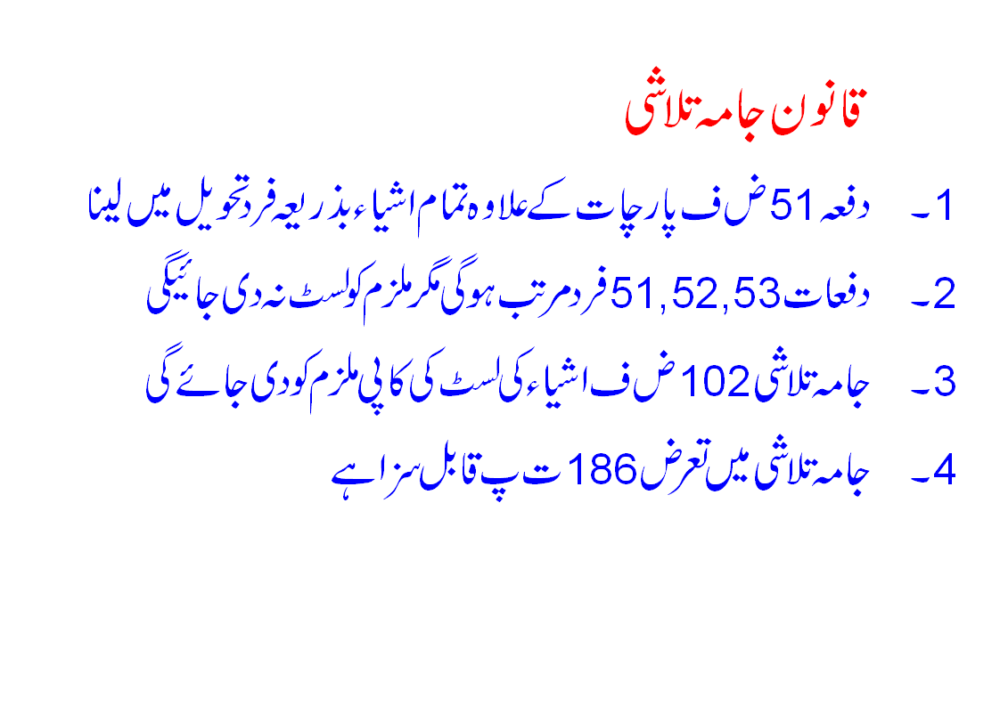 قانون جامہ تلاشی
1۔ دفعہ 51 ض ف پارچات کے علاوہ تمام اشیاء بذریعہ فرد تحویل میں لینا
2۔ دفعات 51,52,53 فرد مرتب ہوگی مگر ملزم کو لسٹ نہ دی جائیگی
3۔ جامہ تلاشی 102 ض ف اشیاء کی لسٹ کی کاپی ملزم کو دی جائے گی
4۔ جامہ تلاشی میں تعرض 186 ت پ قابل سزا ہے